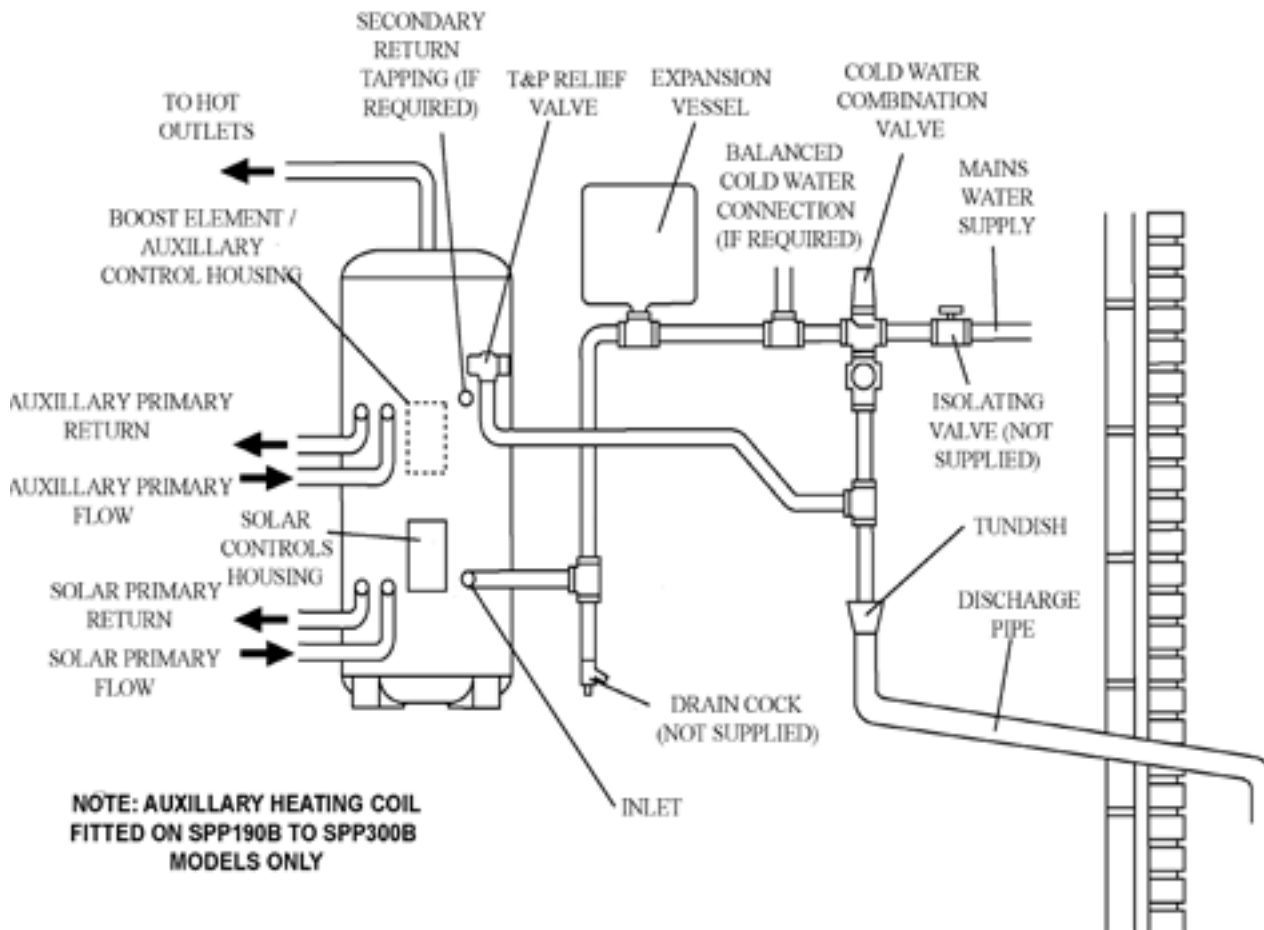 SECONDARY
RETURN
TAPPING (IF
REQUIRED)
T&P RELIEF
VALVE
EXPANSION
VESSEL
COLD WATER
COMBINATION
VALVE
TO HOT
OUTLETS
BALANCED
COLD WATER
CONNECTION
(IF REQUIRED)
MAINS
WATER
SUPPLY
BOOST ELEMENT /
AUXILLARY
CONTROL HOUSING
AUXILLARY PRIMARY
RETURN
AUXILLARY PRIMARY
FLOW
ISOLATING
VALVE (NOT
SUPPLIED)
SOLAR
CONTROLS
HOUSING
TUNDISH
SOLAR PRIMARY
RETURN
SOLAR PRIMARY
FLOW
DISCHARGE
PIPE
DRAIN COCK
(NOT SUPPLIED)
INLET
NOTE: AUXILLARY HEATING COIL
FITTED ON SPP190B TO SPP300B
MODELS ONLY